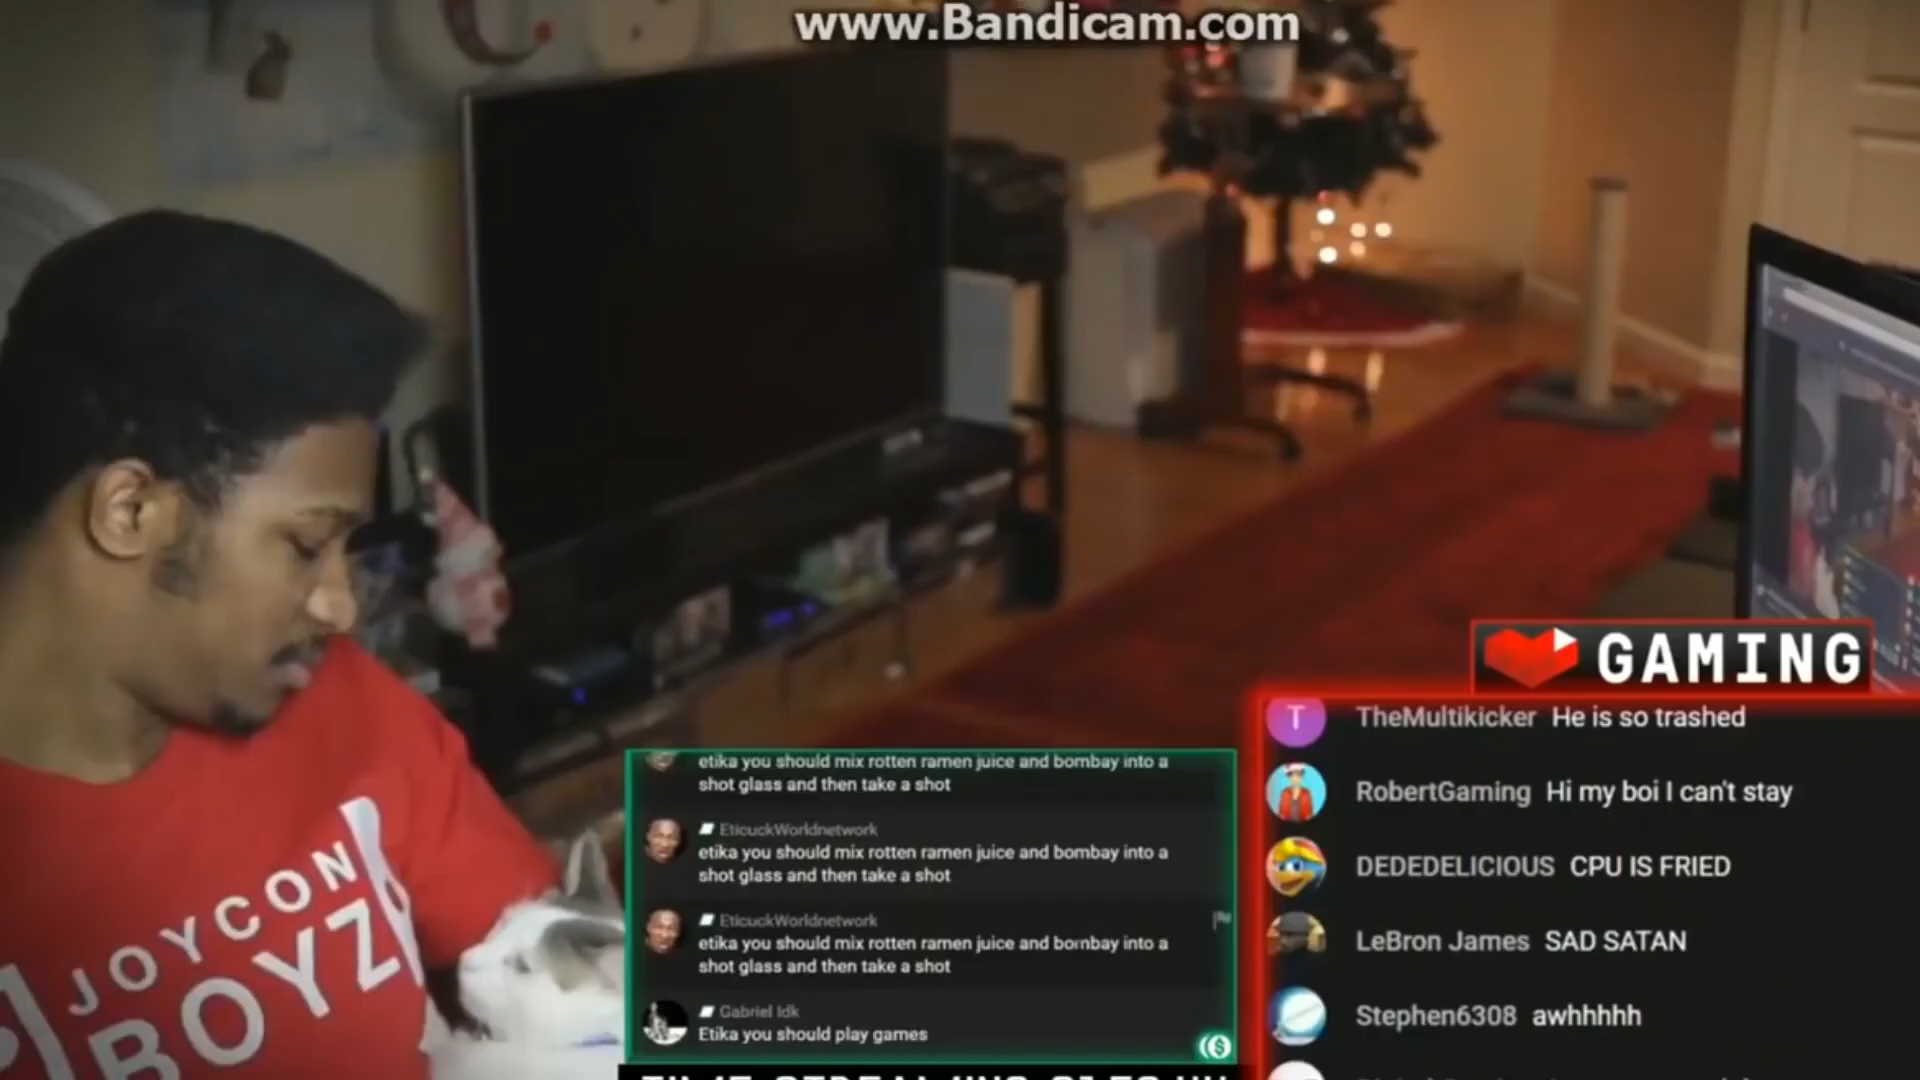 www.Bandicam.com
GAMING
TheMultikicker He is so trashed
RobertGaming Hi my boi I can't stay
DEDEDELICIOUS CPU IS FRIED
LeBron James SAD SATAN
Stephen6308 awhhhhh
etika you should mix rotten ramen juice and bombay into a
shot glass and then take a shot
EticuckWorldnetwork
etika you should mix rotten ramen juice and bombay into a
shot glass and then take a shot
EticuckWorldnetwork
etika you should mix rotten ramen juice and bombay into a
shot glass and then take a shot
Gabriel Idk
Etika you should play games
JOYCON
BOYZ